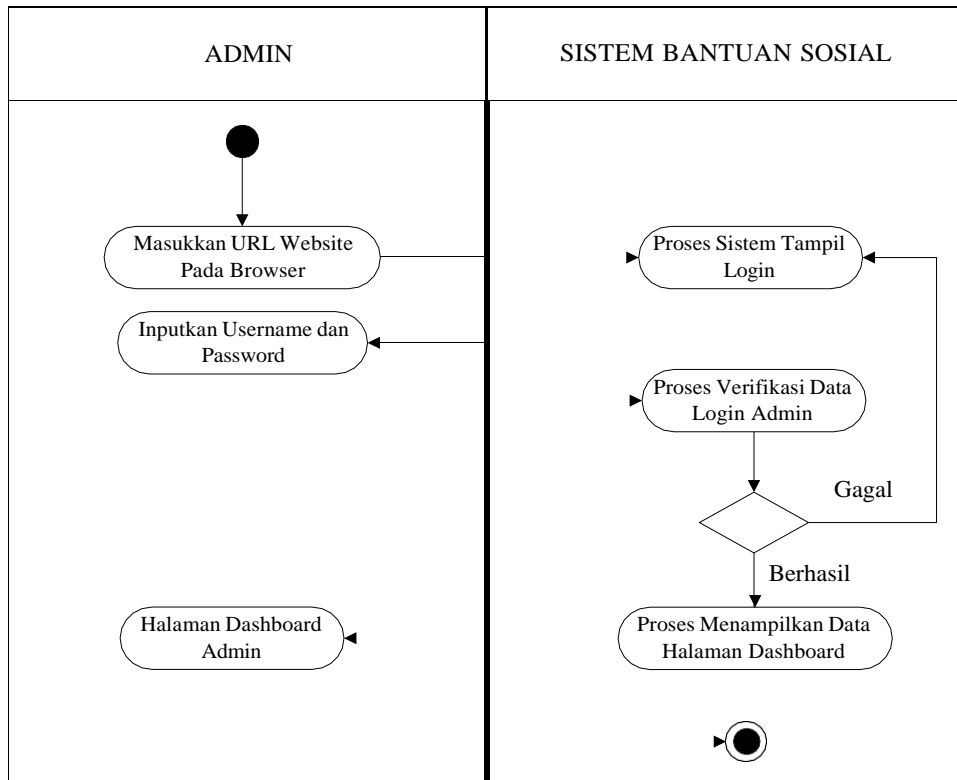 ADMIN
SISTEM BANTUAN SOSIAL
Masukkan URL Website
Pada Browser
Proses Sistem Tampil
Login
Inputkan Username dan
Password
Proses Verifikasi Data
Login Admin
Gagal
Berhasil
Halaman Dashboard
Admin
Proses Menampilkan Data
Halaman Dashboard